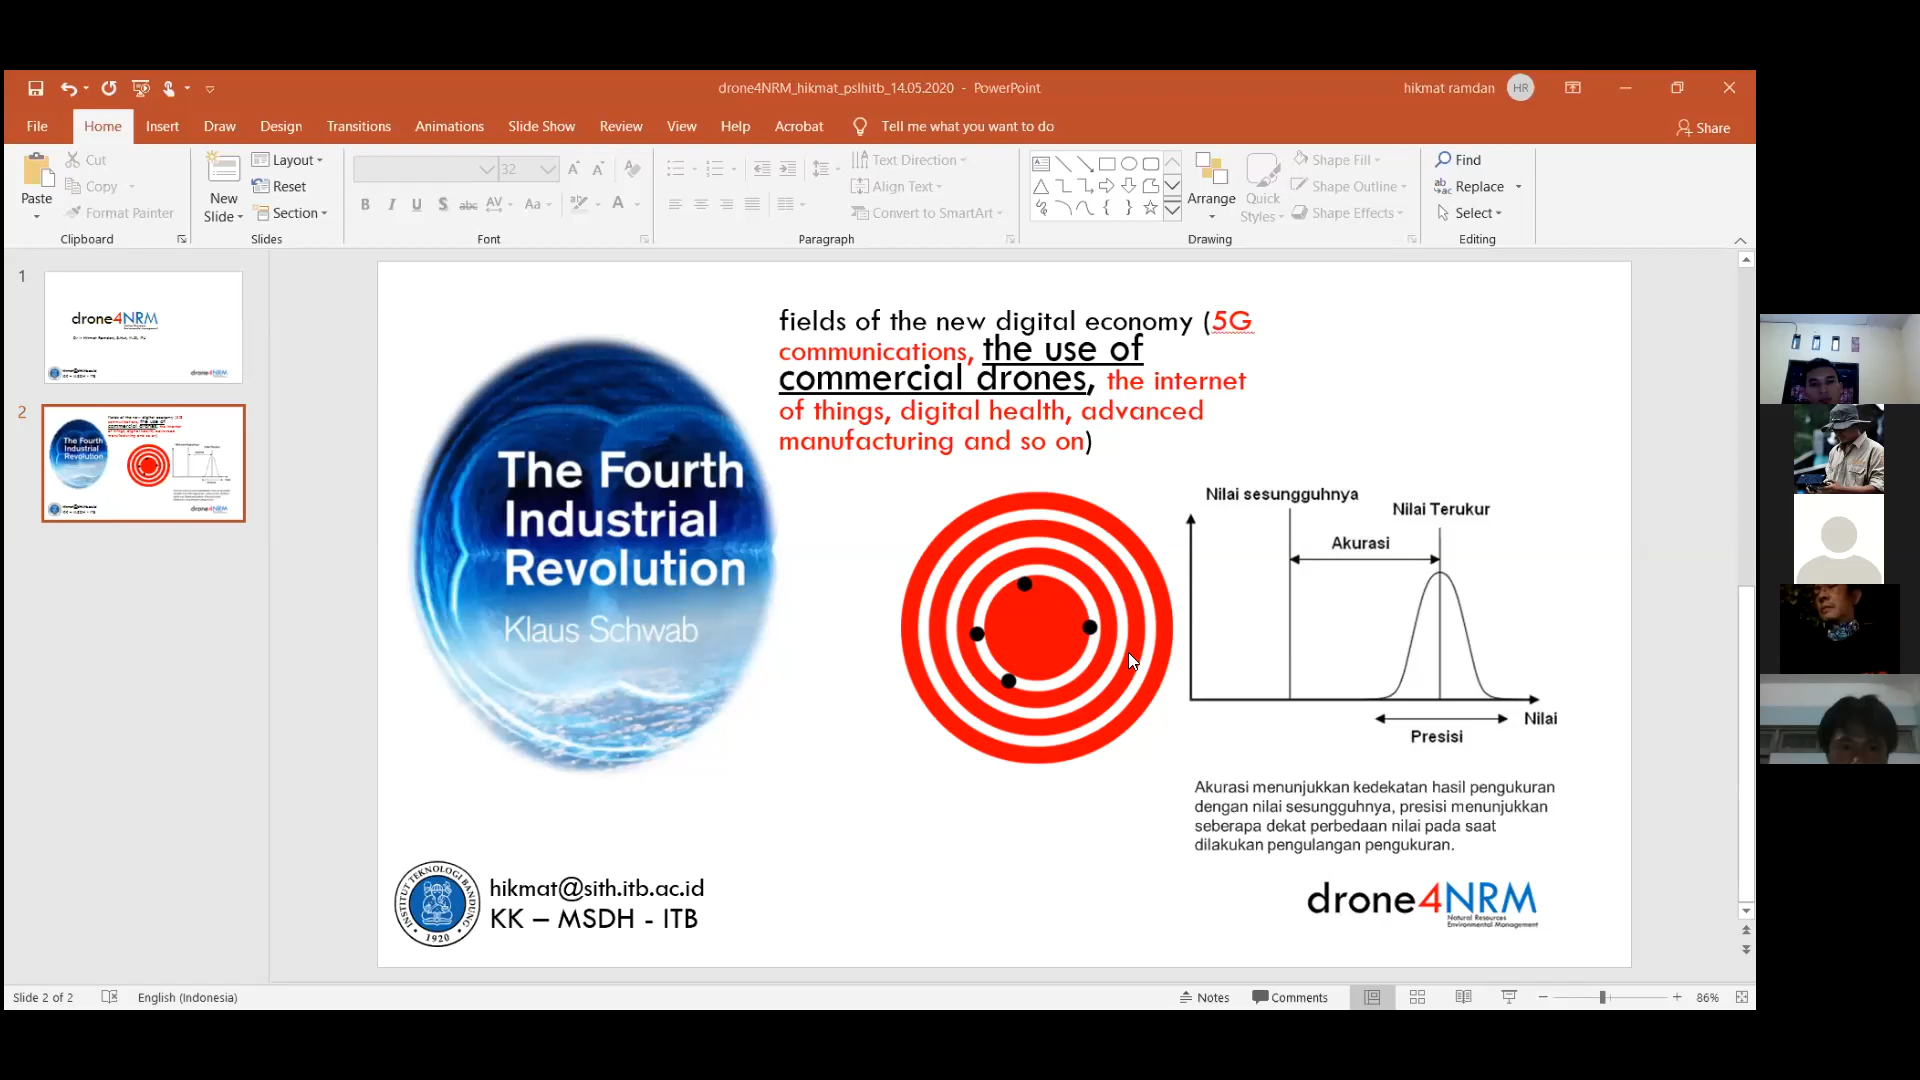 drone4NRM_hikmat_pslhitb_14.05.2020 - PowerPoint
hikmat ramdan HR
File Home Insert Draw Design Transitions Animations Slide Show Review View Help Acrobat Tell me what you want to do Share
Cut
Copy
Format Painter
Paste
Clipboard
New Slide
Layout
Reset
Section
Slides
32
B I U S abc AV Aa A
Font
Text Direction
Align Text
Convert to SmartArt
Paragraph
Arrange
Quick Styles
Shape Fill
Shape Outline
Shape Effects
Drawing
Find
Replace
Select
Editing
1
drone4NRM
2
The Fourth
Industrial
Revolution
drone4NRM
fields of the new digital economy (5G
communications, the use of
commercial drones, the internet
of things, digital health, advanced
manufacturing and so on)
The Fourth
Industrial
Revolution
Klaus Schwab
Nilai sesungguhnya
Nilai Terukur
Akurasi
Nilai
Presisi
Akurasi menunjukkan kedekatan hasil pengukuran
dengan nilai sesungguhnya, presisi menunjukkan
seberapa dekat perbedaan nilai pada saat
dilakukan pengulangan pengukuran.
INSTITUT TEKNOLOGI BANDUNG
1920
hikmat@sith.itb.ac.id
KK – MSDH - ITB
drone4NRM
Natural Resources
Environmental Management
Slide 2 of 2 English (Indonesia) Notes Comments 86%